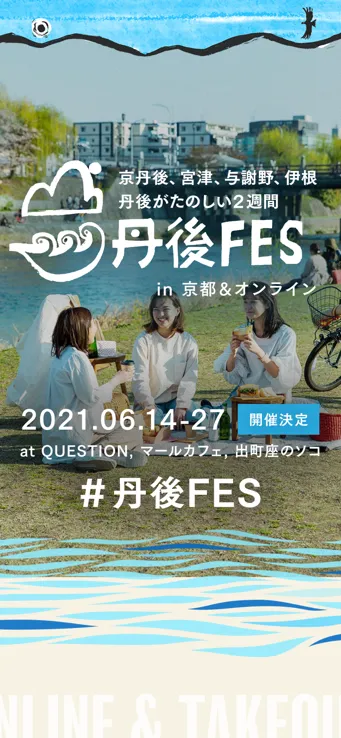 京丹後、宮津、与謝野、伊根
丹後がたのしい2週間
丹後FES
in 京都&オンライン
2021.06.14-27 開催決定
at QUESTION, マールカフェ, 出町座のソコ
#丹後FES
NLINE & TAKEOU